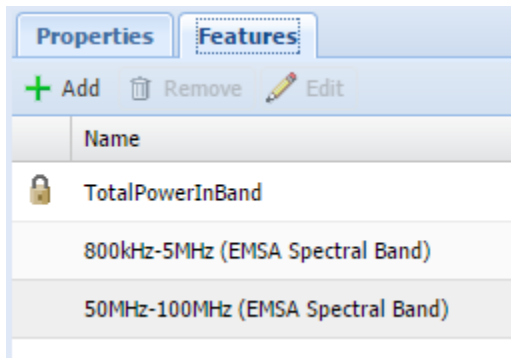 Properties Features
Add Remove Edit
Name
TotalPowerInBand
800kHz-5MHz (EMSA Spectral Band)
50MHz-100MHz (EMSA Spectral Band)